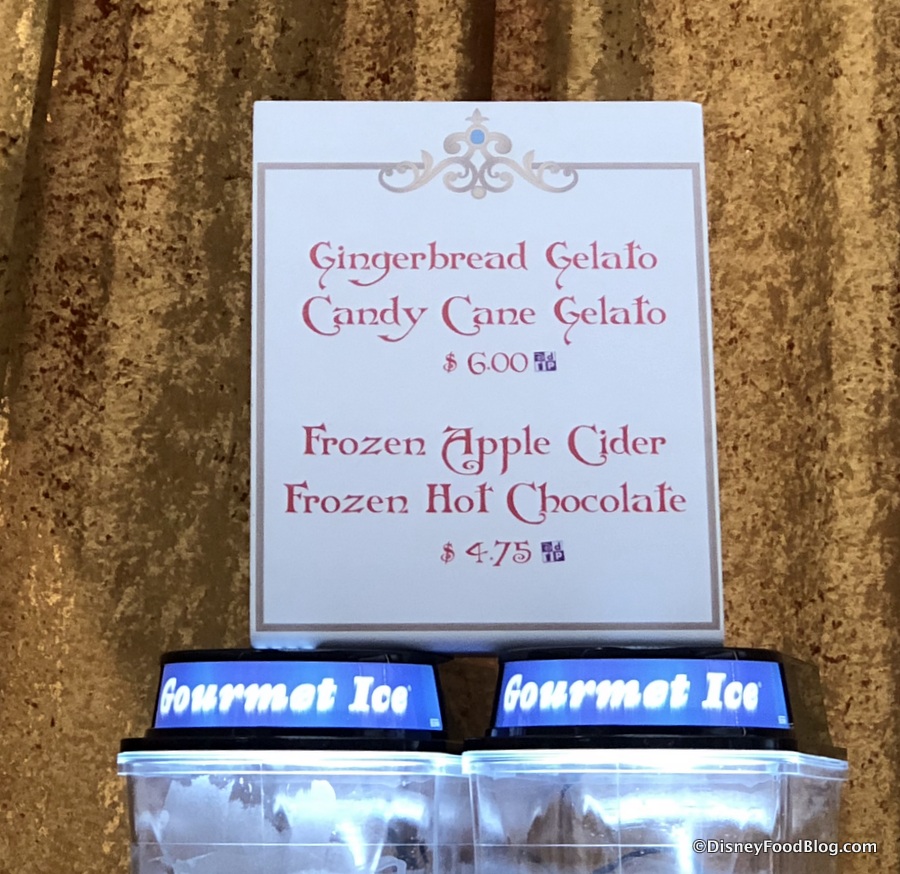 Gingerbread Gelato
Candy Cane Gelato
$ 6.00
Frozen Apple Cider
Frozen Hot Chocolate
$ 4.75
Gourmet Ice
Gourmet Ice
©DisneyFoodBlog.com